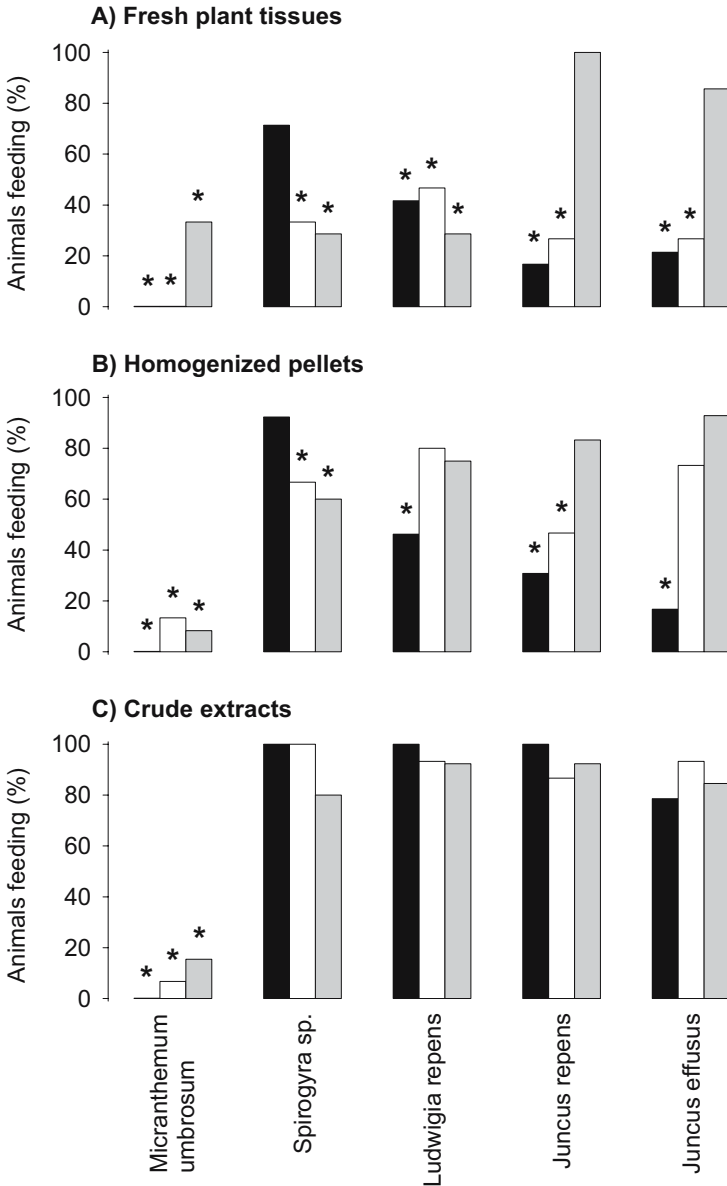 A) Fresh plant tissues
Animals feeding (%)
100
80
60
40
20
0
* * *
* *
* * *
* *
* *
B) Homogenized pellets
Animals feeding (%)
100
80
60
40
20
0
* * *
* *
*
* *
*
C) Crude extracts
Animals feeding (%)
100
80
60
40
20
0
* * *
Micranthemum
umbrosum
Spirogyra sp.
Ludwigia repens
Juncus repens
Juncus effusus